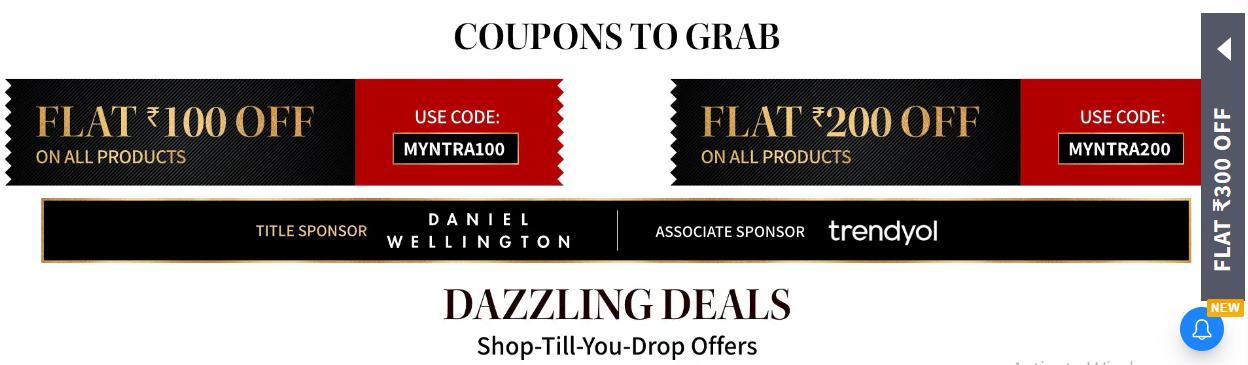 COUPONS TO GRAB
FLAT ₹100 OFF
ON ALL PRODUCTS
USE CODE:
MYNTRA100
FLAT ₹200 OFF
ON ALL PRODUCTS
USE CODE:
MYNTRA200
FLAT ₹300 OFF
TITLE SPONSOR
DANIEL
WELLINGTON
ASSOCIATE SPONSOR
trendyol
DAZZLING DEALS
Shop-Till-You-Drop Offers
NEW